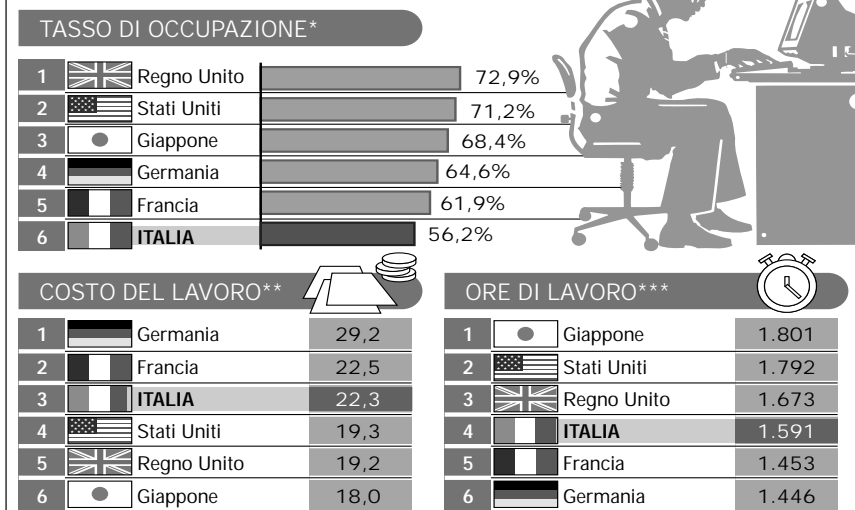 TASSO DI OCCUPAZIONE*
1 Regno Unito 72,9%
2 Stati Uniti 71,2%
3 Giappone 68,4%
4 Germania 64,6%
5 Francia 61,9%
6 ITALIA 56,2%
COSTO DEL LAVORO**
1 Germania 29,2
2 Francia 22,5
3 ITALIA 22,3
4 Stati Uniti 19,3
5 Regno Unito 19,2
6 Giappone 18,0
ORE DI LAVORO***
1 Giappone 1.801
2 Stati Uniti 1.792
3 Regno Unito 1.673
4 ITALIA 1.591
5 Francia 1.453
6 Germania 1.446